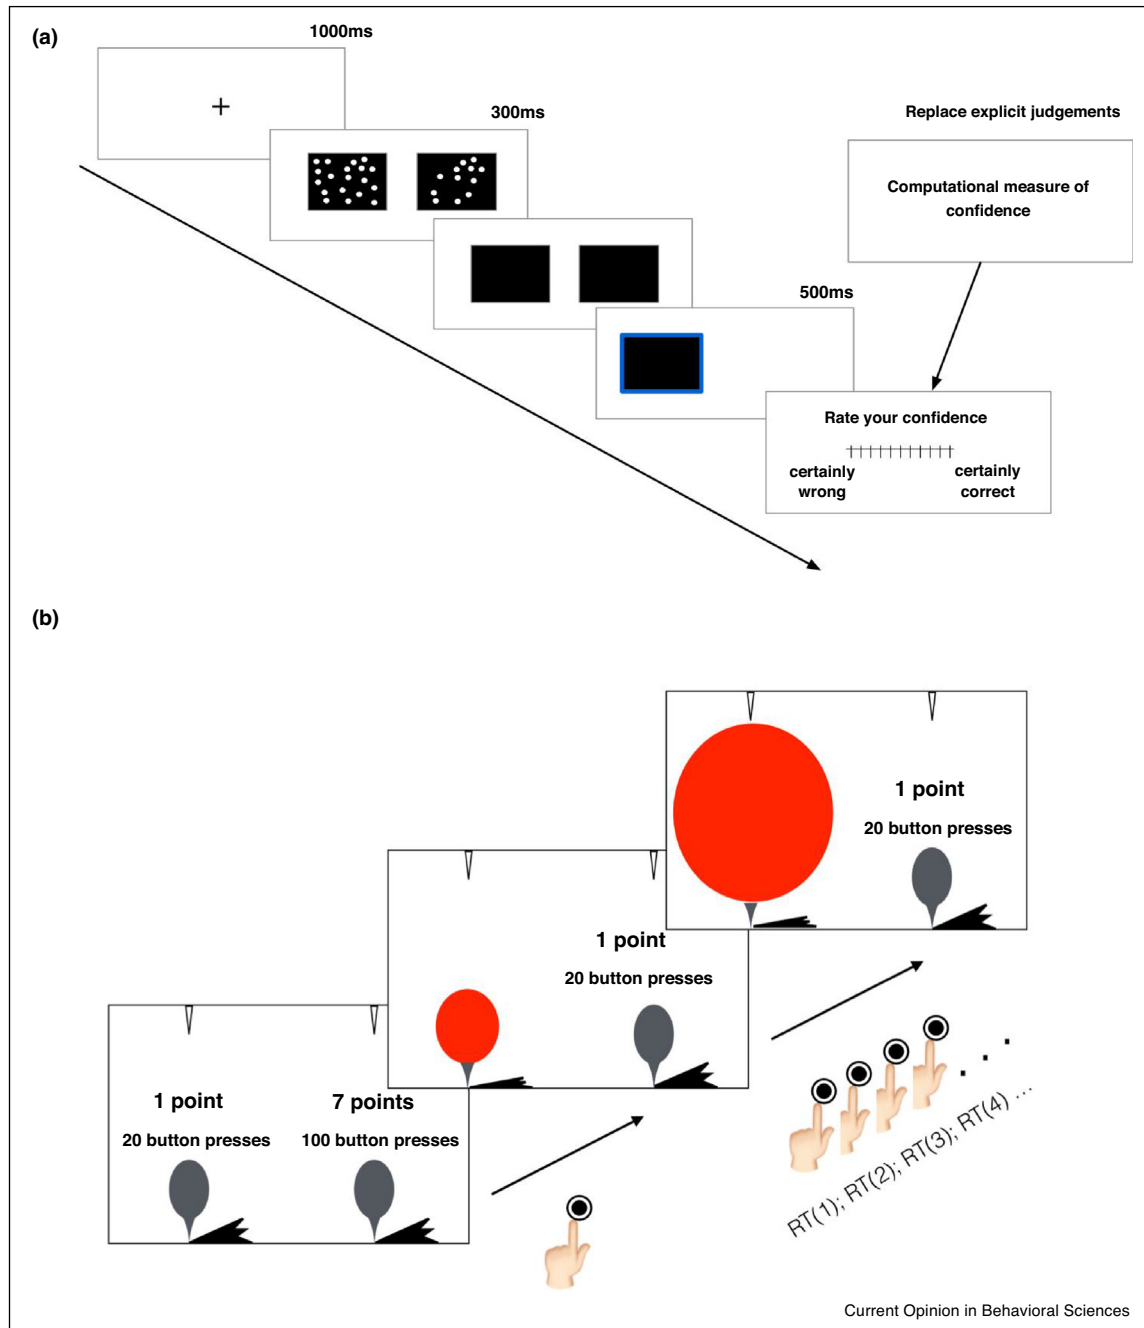 (a)
1000ms
300ms
Replace explicit judgements
Computational measure of
confidence
500ms
Rate your confidence
certainly
wrong
certainly
correct
(b)
1 point
20 button presses
1 point
20 button presses
1 point
20 button presses
7 points
100 button presses
RT(1); RT(2); RT(3); RT(4) ...
Current Opinion in Behavioral Sciences